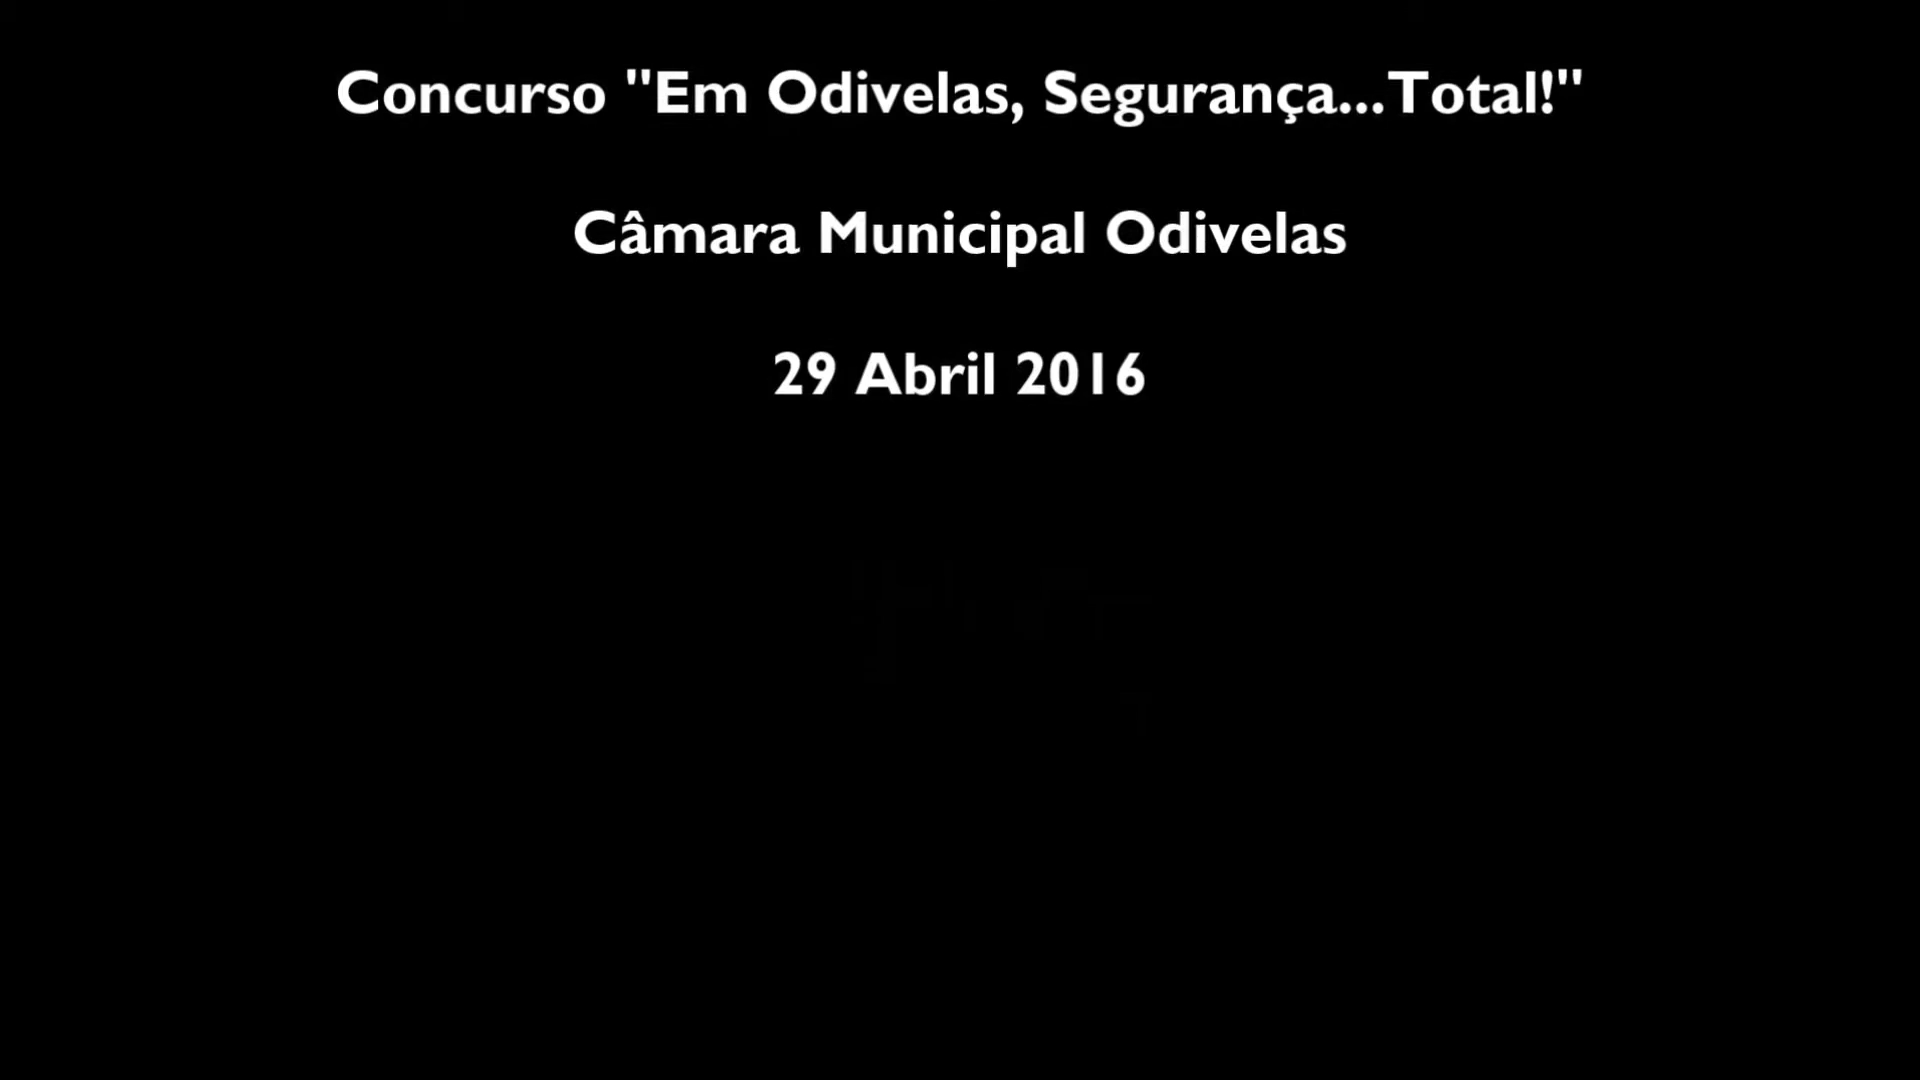 Concurso "Em Odivelas, Segurança...Total!"
Câmara Municipal Odivelas
29 Abril 2016